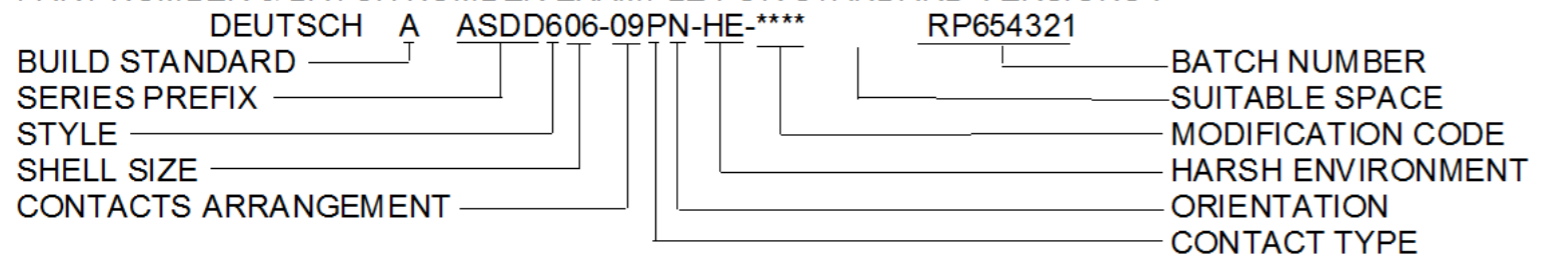 DEUTSCH A ASDD606-09PN-HE-**** RP654321
BUILD STANDARD BATCH NUMBER
SERIES PREFIX SUITABLE SPACE
STYLE MODIFICATION CODE
SHELL SIZE HARSH ENVIRONMENT
CONTACTS ARRANGEMENT ORIENTATION
CONTACT TYPE